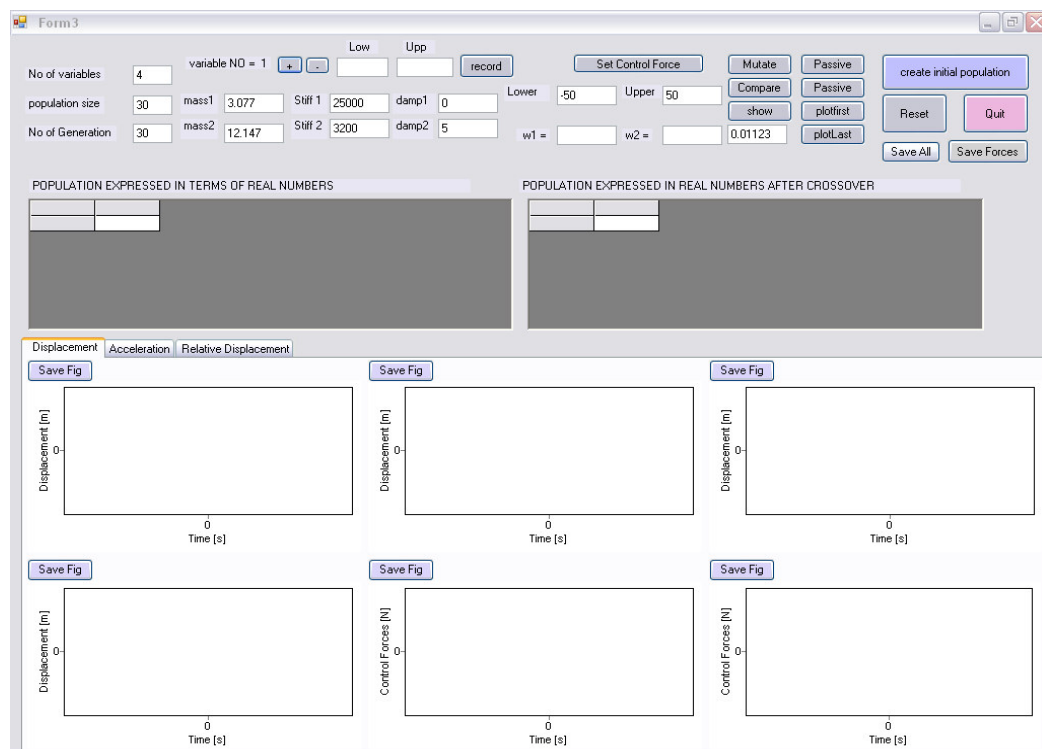 Form3
Low Upp
No of variables 4 variable NO = 1 + - record Set Control Force Mutate Passive create initial population
population size 30 mass1 3.077 Stiff 1 25000 damp1 0 Lower -50 Upper 50 Compare Passive
show plotfirst Reset Quit
No of Generation 30 mass2 12.147 Stiff 2 3200 damp2 5 w1 = w2 = 0.01123 plotLast
Save All Save Forces
POPULATION EXPRESSED IN TERMS OF REAL NUMBERS POPULATION EXPRESSED IN REAL NUMBERS AFTER CROSSOVER
Displacement Acceleration Relative Displacement
Save Fig Save Fig Save Fig
Displacement [m] 0 Displacement [m] 0 Displacement [m] 0
0 0 0
Time [s] Time [s] Time [s]
Save Fig Save Fig Save Fig
Displacement [m] 0 Control Forces [N] 0 Control Forces [N] 0
0 0 0
Time [s] Time [s] Time [s]